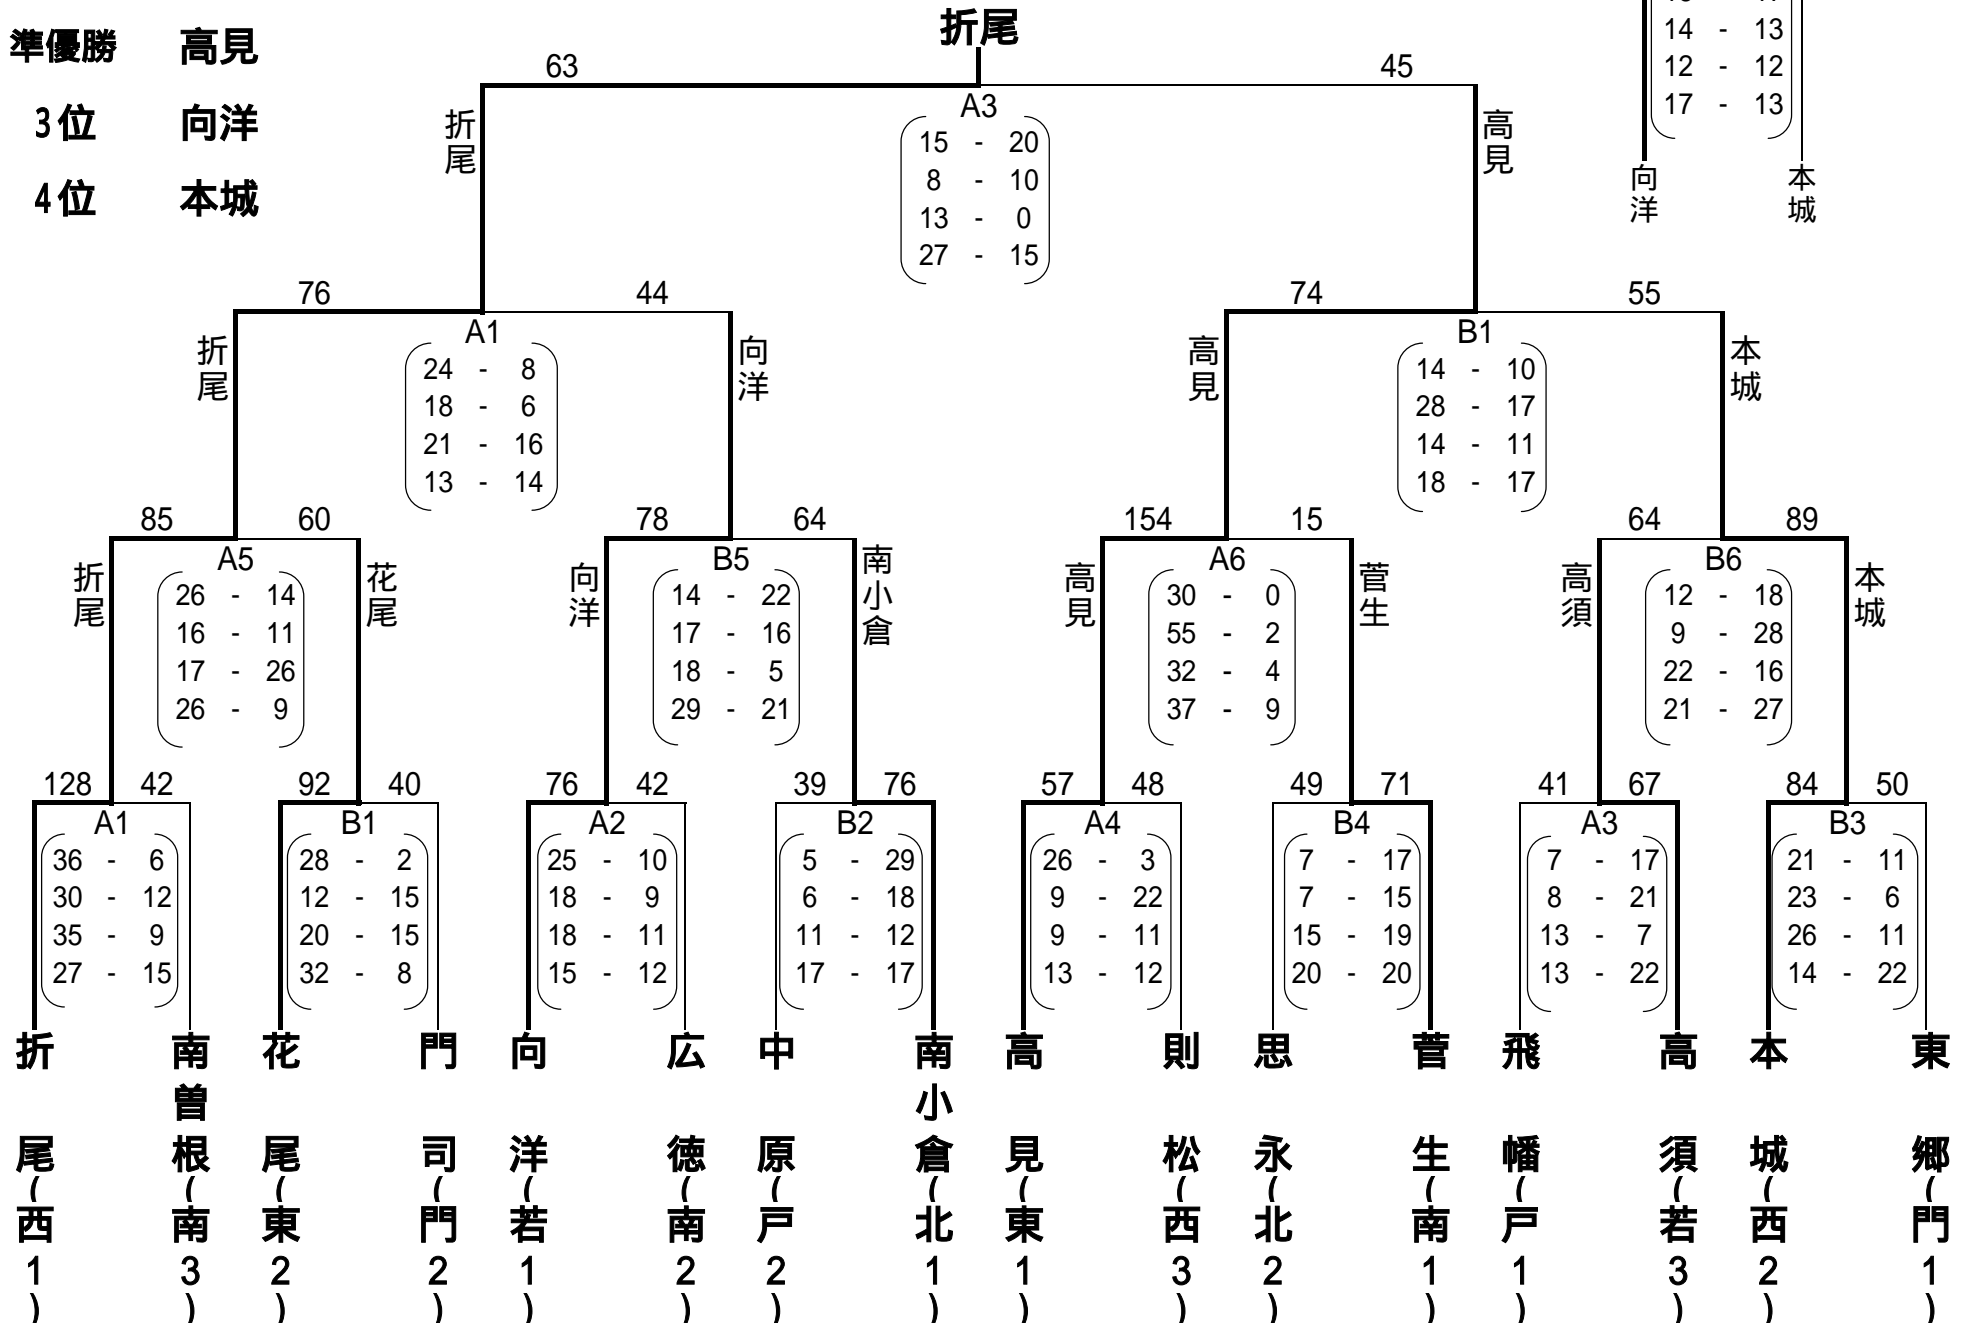 折尾
準優勝 高見
3位 向洋
4位 本城
63 45
A3
15 - 20
8 - 10
13 - 0
27 - 15
折尾
高見
14 - 13
12 - 12
17 - 13
向洋
本城
76 44
A1
24 - 8
18 - 6
21 - 16
13 - 14
折尾
向洋
74 55
B1
14 - 10
28 - 17
14 - 11
18 - 17
高見
本城
85 60
A5
26 - 14
16 - 11
17 - 26
26 - 9
折尾
花尾
78 64
B5
14 - 22
17 - 16
18 - 5
29 - 21
向洋
南小倉
154 15
A6
30 - 0
55 - 2
32 - 4
37 - 9
高見
菅生
64 89
B6
12 - 18
9 - 28
22 - 16
21 - 27
高須
本城
128 42
A1
36 - 6
30 - 12
35 - 9
27 - 15
92 40
B1
28 - 2
12 - 15
20 - 15
32 - 8
76 42
A2
25 - 10
18 - 9
18 - 11
15 - 12
39 76
B2
5 - 29
6 - 18
11 - 12
17 - 17
57 48
A4
26 - 3
9 - 22
9 - 11
13 - 12
49 71
B4
7 - 17
7 - 15
15 - 19
20 - 20
41 67
A3
7 - 17
8 - 21
13 - 7
13 - 22
84 50
B3
21 - 11
23 - 6
26 - 11
14 - 22
折尾(西1)
南曽根(南3)
花尾(東2)
門司(門2)
向洋(若1)
広徳(南2)
中原(戸2)
南小倉(北1)
高見(東1)
則松(西3)
思永(北2)
菅生(南1)
飛幡(戸1)
高須(若3)
本城(西2)
東郷(門1)